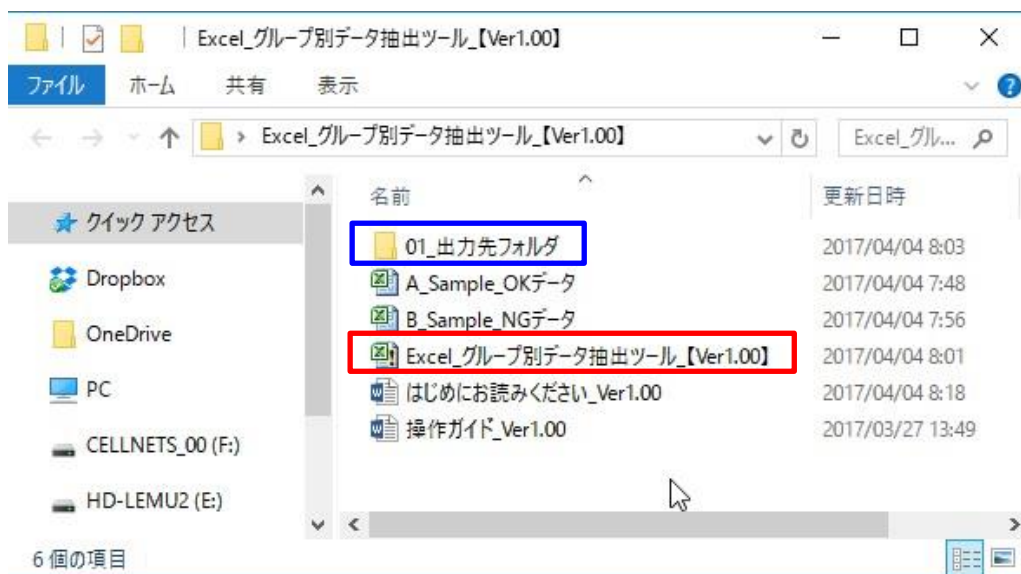 Excel_グループ別データ抽出ツール_【Ver1.00】
ファイル ホーム 共有 表示
Excel_グループ別データ抽出ツール_【Ver1.00】 Excel_グル...
名前 更新日時
クイック アクセス
Dropbox
OneDrive
PC
CELLNETS_00 (F:)
HD-LEMU2 (E:)
01_出力先フォルダ 2017/04/04 8:03
A_Sample_OKデータ 2017/04/04 7:48
B_Sample_NGデータ 2017/04/04 7:56
Excel_グループ別データ抽出ツール_【Ver1.00】 2017/04/04 8:01
はじめにお読みください_Ver1.00 2017/04/04 8:18
操作ガイド_Ver1.00 2017/03/27 13:49
6 個の項目